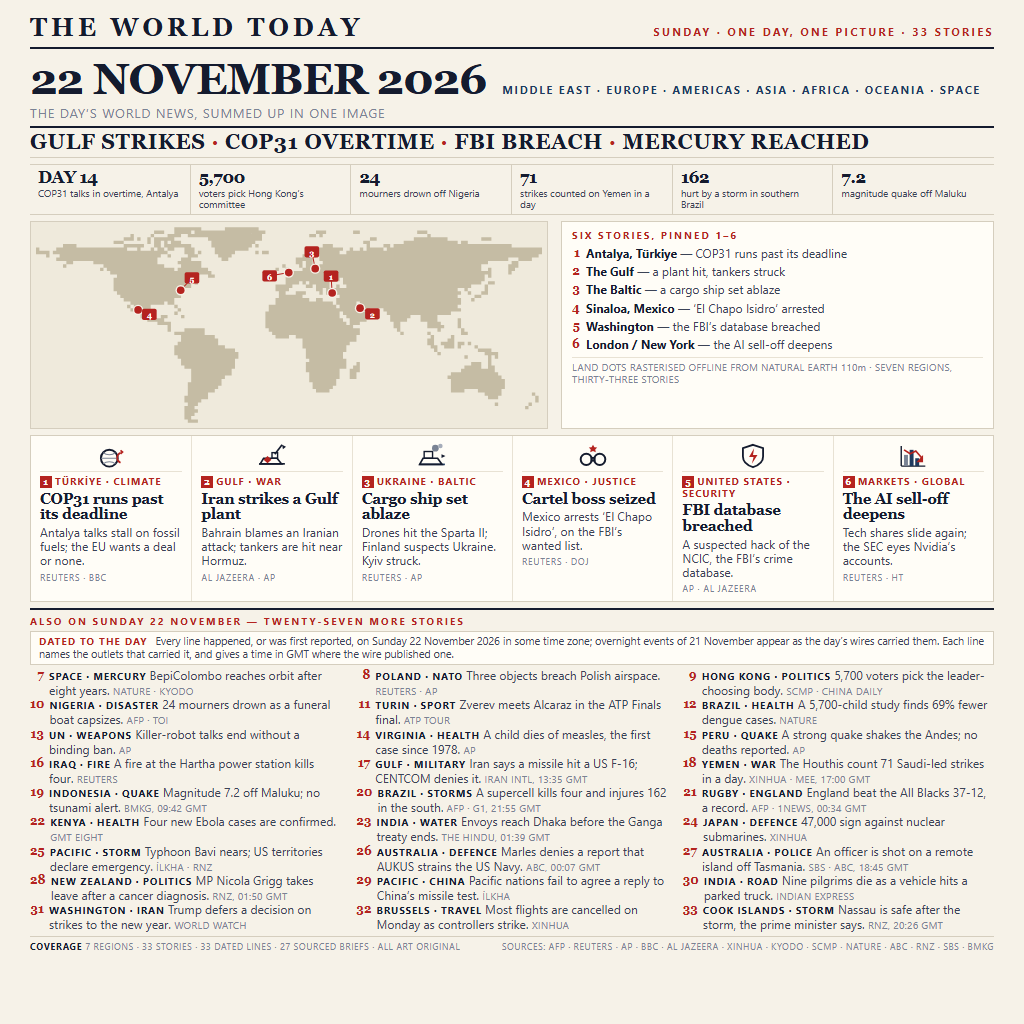 THE WORLD TODAY
SUNDAY · ONE DAY, ONE PICTURE · 33 STORIES
22 NOVEMBER 2026
MIDDLE EAST · EUROPE · AMERICAS · ASIA · AFRICA · OCEANIA · SPACE
THE DAY'S WORLD NEWS, SUMMED UP IN ONE IMAGE
GULF STRIKES · COP31 OVERTIME · FBI BREACH · MERCURY REACHED
DAY 14
COP31 talks in overtime, Antalya
5,700
voters pick Hong Kong's
committee
24
mourners drown off Nigeria
71
strikes counted on Yemen in a
day
162
hurt by a storm in southern
Brazil
7.2
magnitude quake off Maluku
3
6
1
5
4
2
SIX STORIES, PINNED 1–6
1 Antalya, Türkiye — COP31 runs past its deadline
2 The Gulf — a plant hit, tankers struck
3 The Baltic — a cargo ship set ablaze
4 Sinaloa, Mexico — ‘El Chapo Isidro’ arrested
5 Washington — the FBI’s database breached
6 London / New York — the AI sell-off deepens
LAND DOTS RASTERISED OFFLINE FROM NATURAL EARTH 110m · SEVEN REGIONS,
THIRTY-THREE STORIES
1 TÜRKİYE · CLIMATE
COP31 runs past
its deadline
Antalya talks stall on fossil
fuels; the EU wants a deal
or none.
REUTERS · BBC
2 GULF · WAR
Iran strikes a Gulf
plant
Bahrain blames an Iranian
attack; tankers are hit near
Hormuz.
AL JAZEERA · AP
3 UKRAINE · BALTIC
Cargo ship set
ablaze
Drones hit the Sparta II;
Finland suspects Ukraine.
Kyiv struck.
REUTERS · AP
4 MEXICO · JUSTICE
Cartel boss seized
Mexico arrests ‘El Chapo
Isidro’, on the FBI’s
wanted list.
REUTERS · DOJ
5 UNITED STATES ·
SECURITY
FBI database
breached
A suspected hack of the
NCIC, the FBI’s crime
database.
AP · AL JAZEERA
6 MARKETS · GLOBAL
The AI sell-off
deepens
Tech shares slide again;
the SEC eyes Nvidia’s
accounts.
REUTERS · HT
ALSO ON SUNDAY 22 NOVEMBER — TWENTY-SEVEN MORE STORIES
DATED TO THE DAY Every line happened, or was first reported, on Sunday 22 November 2026 in some time zone; overnight events of 21 November appear as the day’s wires carried them. Each line
names the outlets that carried it, and gives a time in GMT where the wire published one.
7 SPACE · MERCURY BepiColombo reaches orbit after
eight years. NATURE · KYODO
8 POLAND · NATO Three objects breach Polish airspace.
REUTERS · AP
9 HONG KONG · POLITICS 5,700 voters pick the leader-
choosing body. SCMP · CHINA DAILY
10 NIGERIA · DISASTER 24 mourners drown as a funeral
boat capsizes. AFP · TOI
11 TURIN · SPORT Zverev meets Alcaraz in the ATP Finals
final. ATP TOUR
12 BRAZIL · HEALTH A 5,700-child study finds 69% fewer
dengue cases. NATURE
13 UN · WEAPONS Killer-robot talks end without a
binding ban. AP
14 VIRGINIA · HEALTH A child dies of measles, the first
case since 1978. AP
15 PERU · QUAKE A strong quake shakes the Andes; no
deaths reported. AP
16 IRAQ · FIRE A fire at the Hartha power station kills
four. REUTERS
17 GULF · MILITARY Iran says a missile hit a US F-16;
CENTCOM denies it. IRAN INTL, 13:35 GMT
18 YEMEN · WAR The Houthis count 71 Saudi-led strikes
in a day. XINHUA · MEE, 17:00 GMT
19 INDONESIA · QUAKE Magnitude 7.2 off Maluku; no
tsunami alert. BMKG, 09:42 GMT
20 BRAZIL · STORMS A supercell kills four and injures 162
in the south. AFP · G1, 21:55 GMT
21 RUGBY · ENGLAND England beat the All Blacks 37-12,
a record. AFP · 1NEWS, 00:34 GMT
22 KENYA · HEALTH Four new Ebola cases are confirmed.
GMT EIGHT
23 INDIA · WATER Envoys reach Dhaka before the Ganga
treaty ends. THE HINDU, 01:39 GMT
24 JAPAN · DEFENCE 47,000 sign against nuclear
submarines. XINHUA
25 PACIFIC · STORM Typhoon Bavi nears; US territories
declare emergency. İLKHA · RNZ
26 AUSTRALIA · DEFENCE Marles denies a report that
AUKUS strains the US Navy. ABC, 00:07 GMT
27 AUSTRALIA · POLICE An officer is shot on a remote
island off Tasmania. SBS · ABC, 18:45 GMT
28 NEW ZEALAND · POLITICS MP Nicola Grigg takes
leave after a cancer diagnosis. RNZ, 01:50 GMT
29 PACIFIC · CHINA Pacific nations fail to agree a reply to
China’s missile test. İLKHA
30 INDIA · ROAD Nine pilgrims die as a vehicle hits a
parked truck. INDIAN EXPRESS
31 WASHINGTON · IRAN Trump defers a decision on
strikes to the new year. WORLD WATCH
32 BRUSSELS · TRAVEL Most flights are cancelled on
Monday as controllers strike. XINHUA
33 COOK ISLANDS · STORM Nassau is safe after the
storm, the prime minister says. RNZ, 20:26 GMT
COVERAGE 7 REGIONS · 33 STORIES · 33 DATED LINES · 27 SOURCED BRIEFS · ALL ART ORIGINAL
SOURCES: AFP · REUTERS · AP · BBC · AL JAZEERA · XINHUA · KYODO · SCMP · NATURE · ABC · RNZ · SBS · BMKG